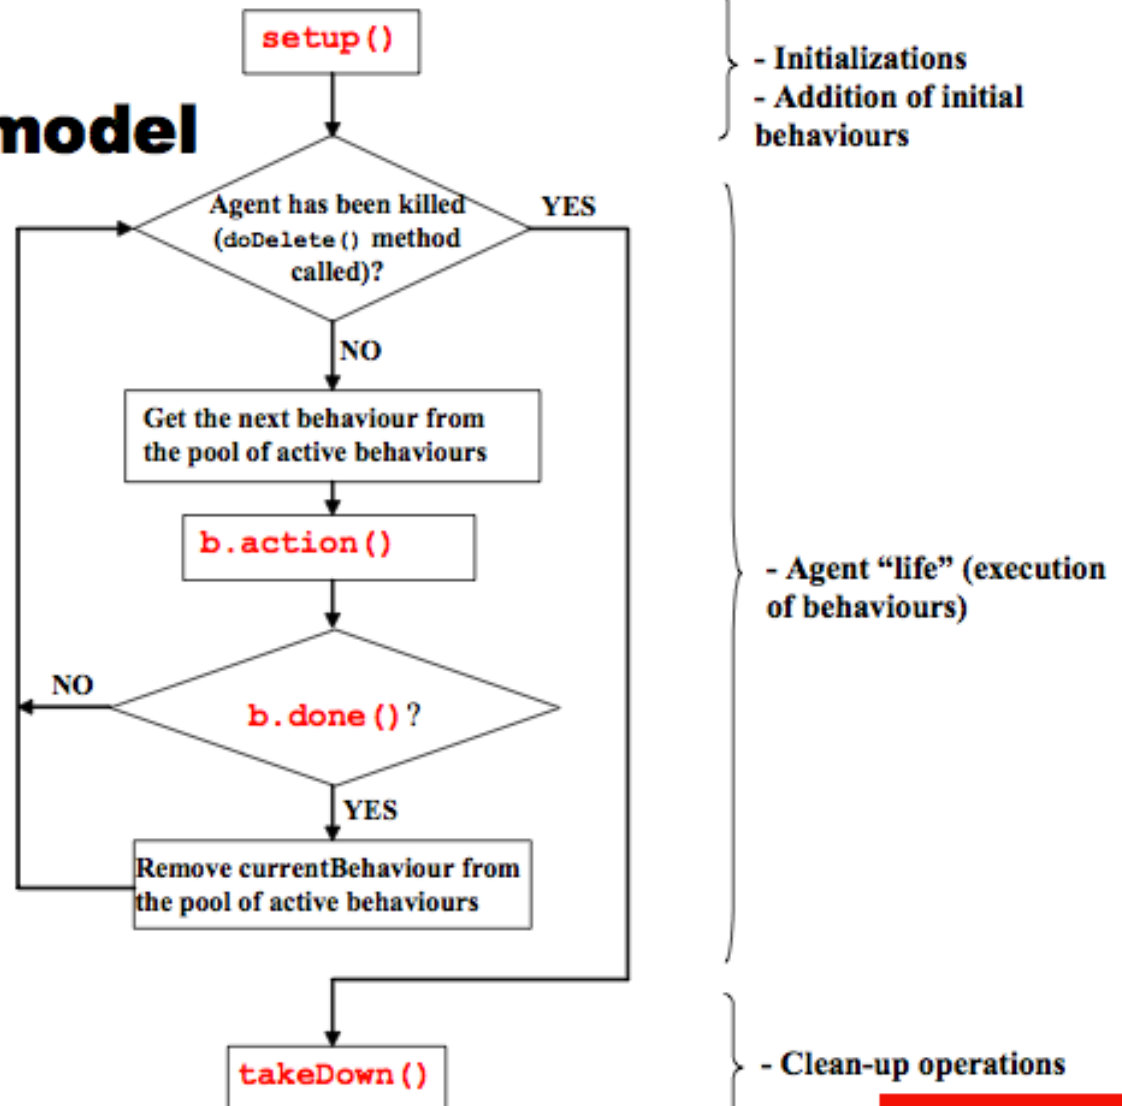 setup()
- Initializations
- Addition of initial
behaviours
model
Agent has been killed
(doDelete() method
called)?
YES
NO
Get the next behaviour from
the pool of active behaviours
b.action()
- Agent “life” (execution
of behaviours)
NO
b.done()?
YES
Remove currentBehaviour from
the pool of active behaviours
takeDown()
- Clean-up operations